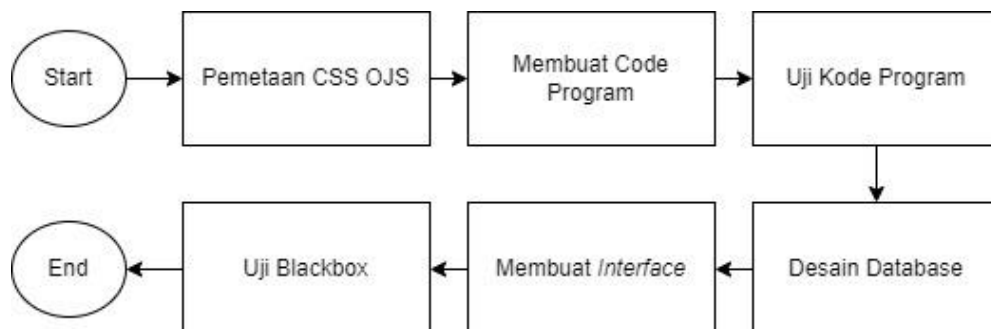 Start
Pemetaan CSS OJS
Membuat Code
Program
Uji Kode Program
Desain Database
Membuat Interface
Uji Blackbox
End